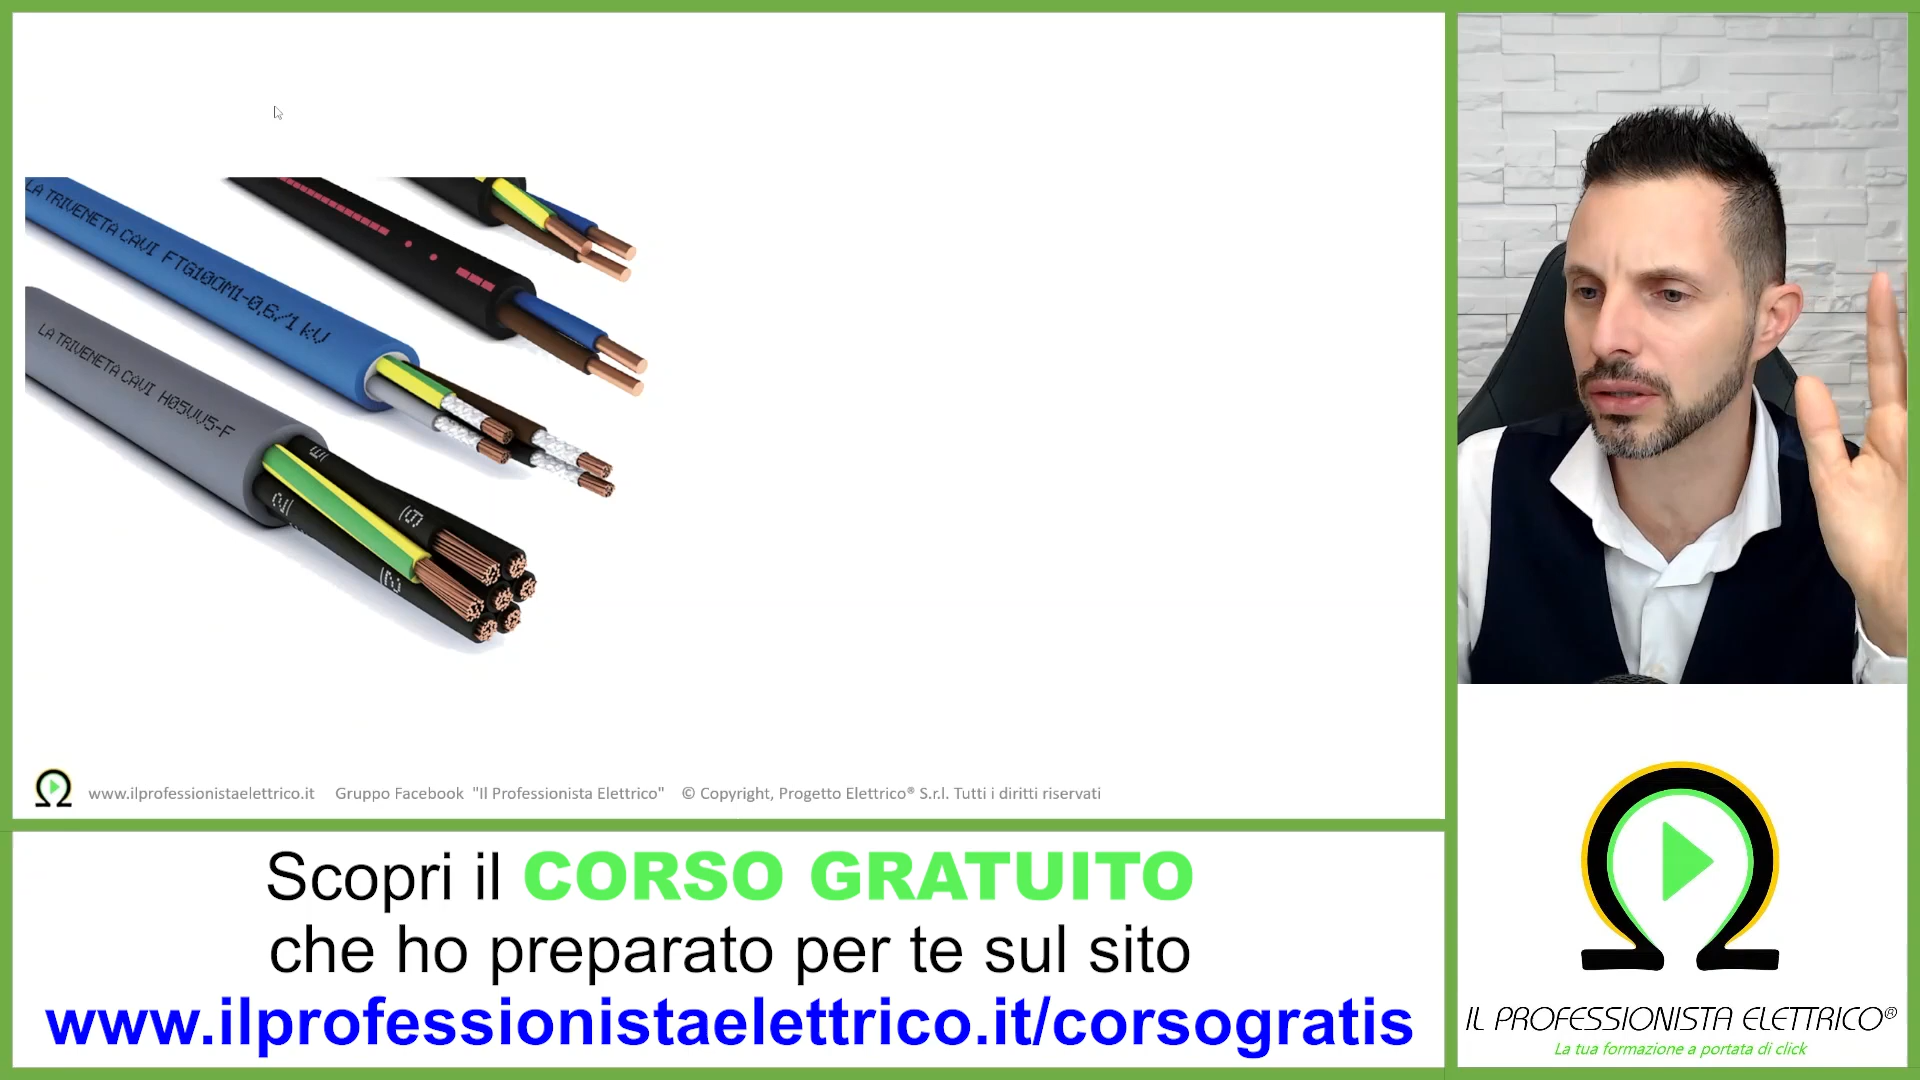 LA TRIVENETA CAVI FTG10OM1-0,6/1 kV
LA TRIVENETA CAVI H05VV5-F
www.ilprofessionistaelettrico.it Gruppo Facebook "Il Professionista Elettrico" © Copyright, Progetto Elettrico® S.r.l. Tutti i diritti riservati
Scopri il CORSO GRATUITO
che ho preparato per te sul sito
www.ilprofessionistaelettrico.it/corsogratis
IL PROFESSIONISTA ELETTRICO®
La tua formazione a portata di click